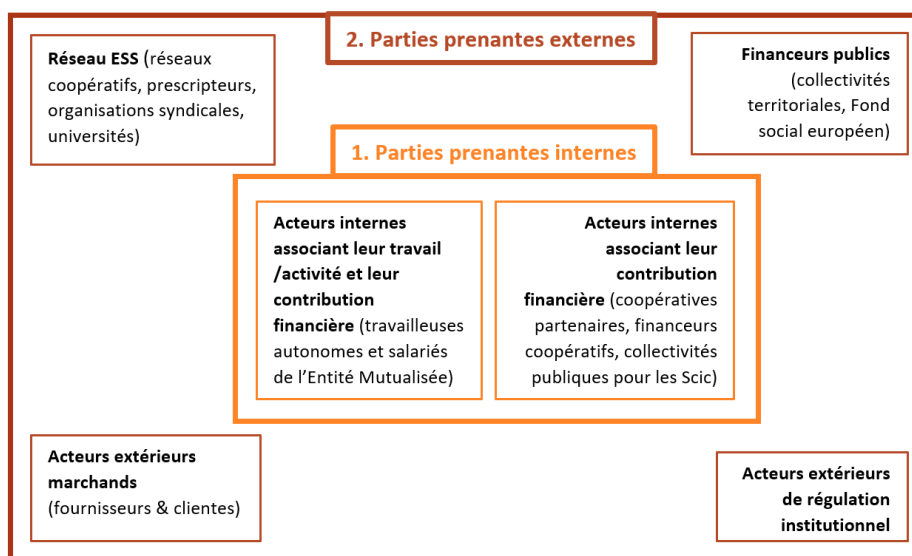 2. Parties prenantes externes
Réseau ESS (réseaux
coopératifs, prescripteurs,
organisations syndicales,
universités)
Financeurs publics
(collectivités
territoriales, Fond
social européen)
1. Parties prenantes internes
Acteurs internes
associant leur travail
/activité et leur
contribution
financière (travailleuses
autonomes et salariés
de l’Entité Mutualisée)
Acteurs internes
associant leur
contribution
financière (coopératives
partenaires, financeurs
coopératifs, collectivités
publiques pour les Scic)
Acteurs extérieurs
marchands
(fournisseurs & clientes)
Acteurs extérieurs
de régulation
institutionnel